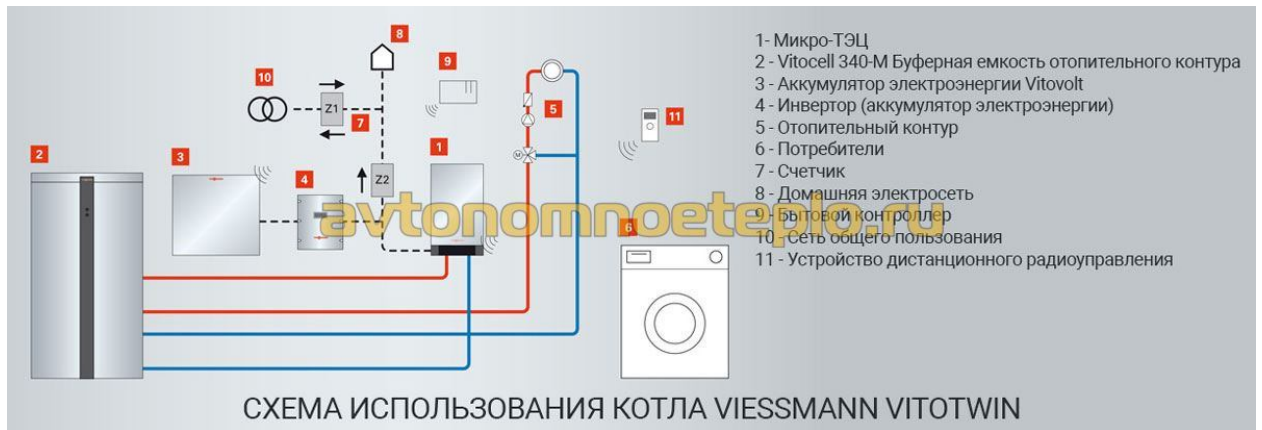 8
9
10
Z1
7
5
11
1
2
3
4
Z2
M
6
1- Микро-ТЭЦ
2 - Vitocell 340-M Буферная емкость отопительного контура
3 - Аккумулятор электроэнергии Vitovolt
4 - Инвертор (аккумулятор электроэнергии)
5 - Отопительный контур
6 - Потребители
7 - Счетчик
8 - Домашняя электросеть
9 - Бытовой контроллер
10 - Сеть общего пользования
11 - Устройство дистанционного радиоуправления
avtonomnoeteplo.ru
СХЕМА ИСПОЛЬЗОВАНИЯ КОТЛА VIESSMANN VITOTWIN